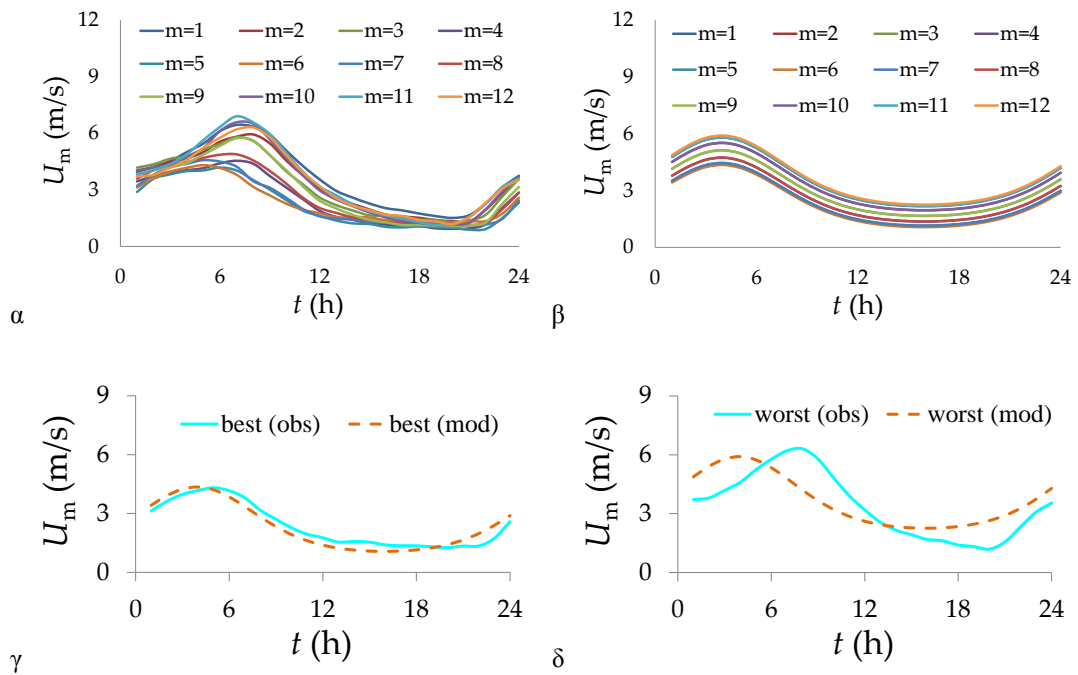 12
9
6
3
0
U_m (m/s)
m=1 m=2 m=3 m=4
m=5 m=6 m=7 m=8
m=9 m=10 m=11 m=12
0 6 12 18 24
t (h)
α
12
9
6
3
0
U_m (m/s)
m=1 m=2 m=3 m=4
m=5 m=6 m=7 m=8
m=9 m=10 m=11 m=12
0 6 12 18 24
t (h)
β
9
6
3
0
U_m (m/s)
best (obs) best (mod)
0 6 12 18 24
t (h)
γ
9
6
3
0
U_m (m/s)
worst (obs) worst (mod)
0 6 12 18 24
t (h)
δ